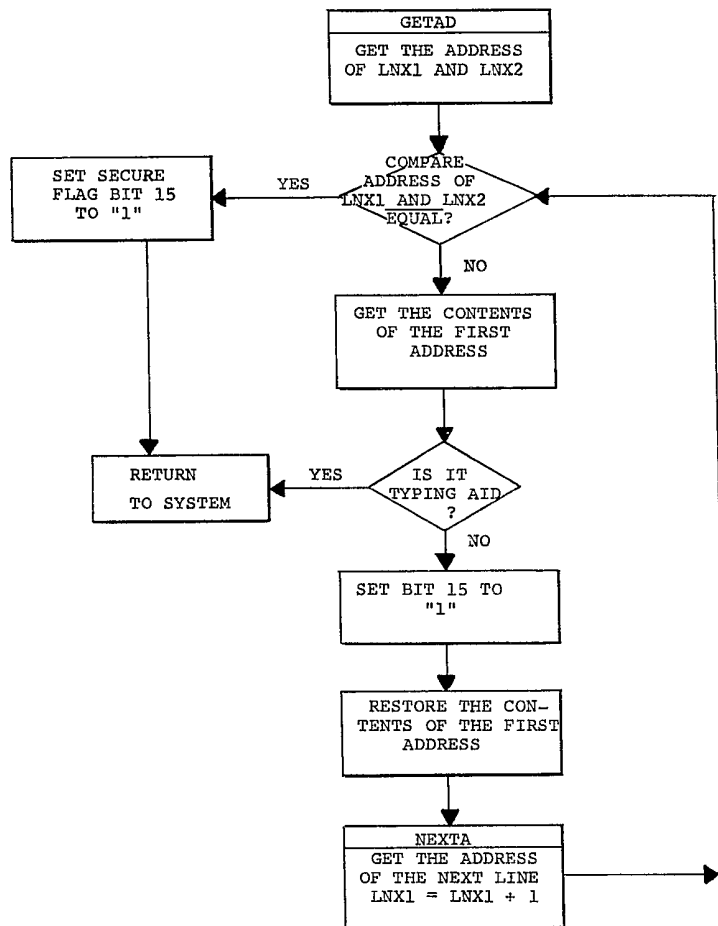 GETAD
GET THE ADDRESS
OF LNX1 AND LNX2
COMPARE
ADDRESS OF
LNX1 AND LNX2
EQUAL?
YES
SET SECURE
FLAG BIT 15
TO "1"
NO
GET THE CONTENTS
OF THE FIRST
ADDRESS
IS IT
TYPING AID
?
YES
RETURN
TO SYSTEM
NO
SET BIT 15 TO
"1"
RESTORE THE CON-
TENTS OF THE FIRST
ADDRESS
NEXTA
GET THE ADDRESS
OF THE NEXT LINE
LNX1 = LNX1 + 1